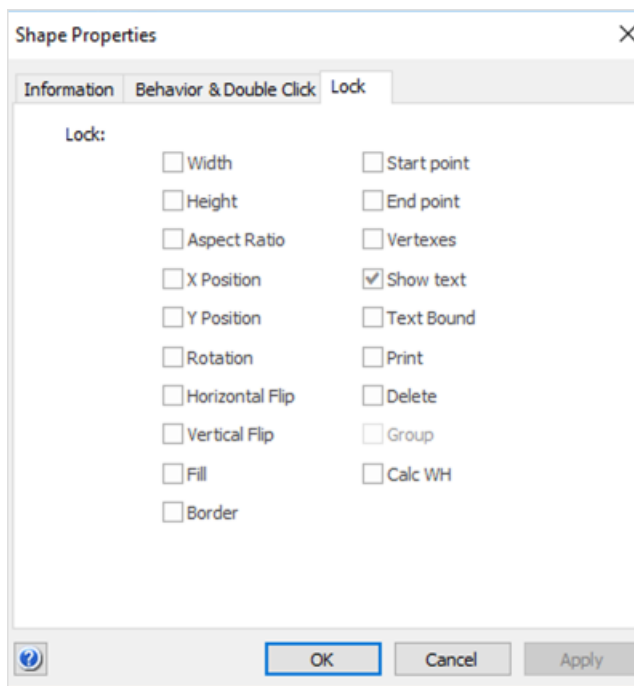 Shape Properties
Information Behavior & Double Click Lock
Lock:
Width Start point
Height End point
Aspect Ratio Vertexes
X Position Show text
Y Position Text Bound
Rotation Print
Horizontal Flip Delete
Vertical Flip Group
Fill Calc WH
Border
? OK Cancel Apply